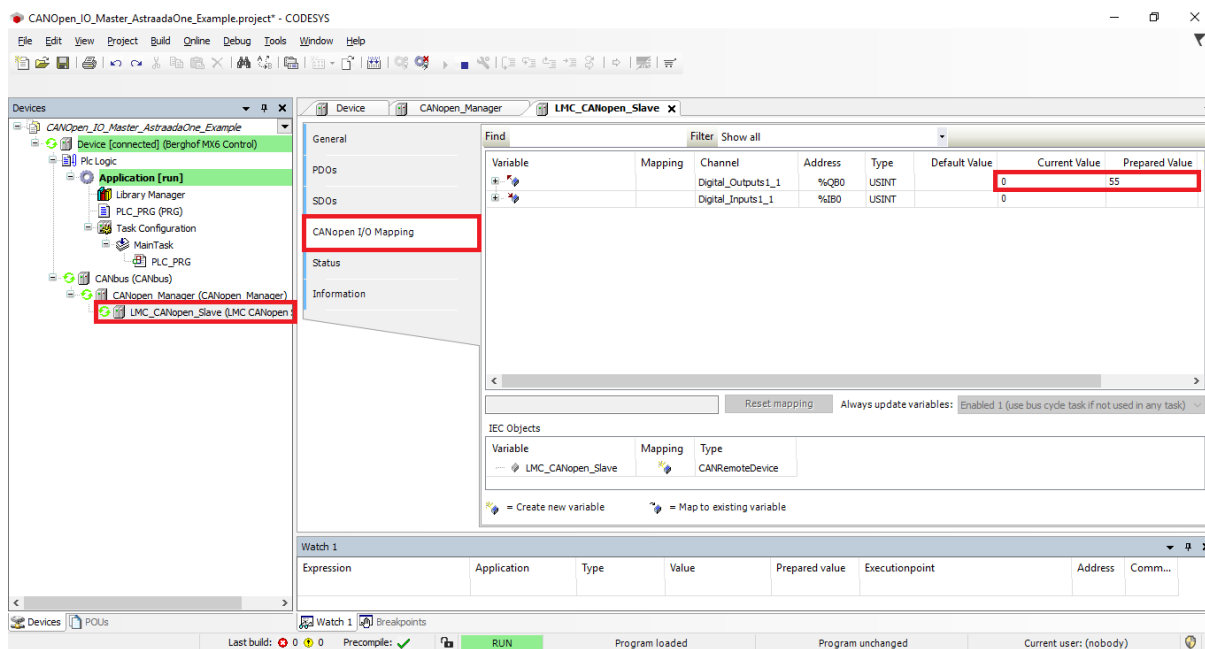 CANOpen_IO_Master_AstraadaOne_Example.project* - CODESYS
File Edit View Project Build Online Debug Tools Window Help
Devices
CANOpen_IO_Master_AstraadaOne_Example
Device [connected] (Berghof MX6 Control)
Plc Logic
Application [run]
Library Manager
PLC_PRG (PRG)
Task Configuration
MainTask
PLC_PRG
CANbus (CANbus)
CANopen_Manager (CANopen_Manager)
LMC_CANopen_Slave (LMC CANopen S
Devices POUs
Device CANopen_Manager LMC_CANopen_Slave
General
PDOs
SDOs
CANopen I/O Mapping
Status
Information
Find Filter Show all
Variable Mapping Channel Address Type Default Value Current Value Prepared Value
Digital_Outputs1_1 %QB0 USINT 0 55
Digital_Inputs1_1 %IB0 USINT 0
Reset mapping Always update variables: Enabled 1 (use bus cycle task if not used in any task)
IEC Objects
Variable Mapping Type
LMC_CANopen_Slave CANRemoteDevice
= Create new variable = Map to existing variable
Watch 1
Expression Application Type Value Prepared value Executionpoint Address Comm...
Watch 1 Breakpoints
Last build: 0 0 Precompile: RUN Program loaded Program unchanged Current user: (nobody)